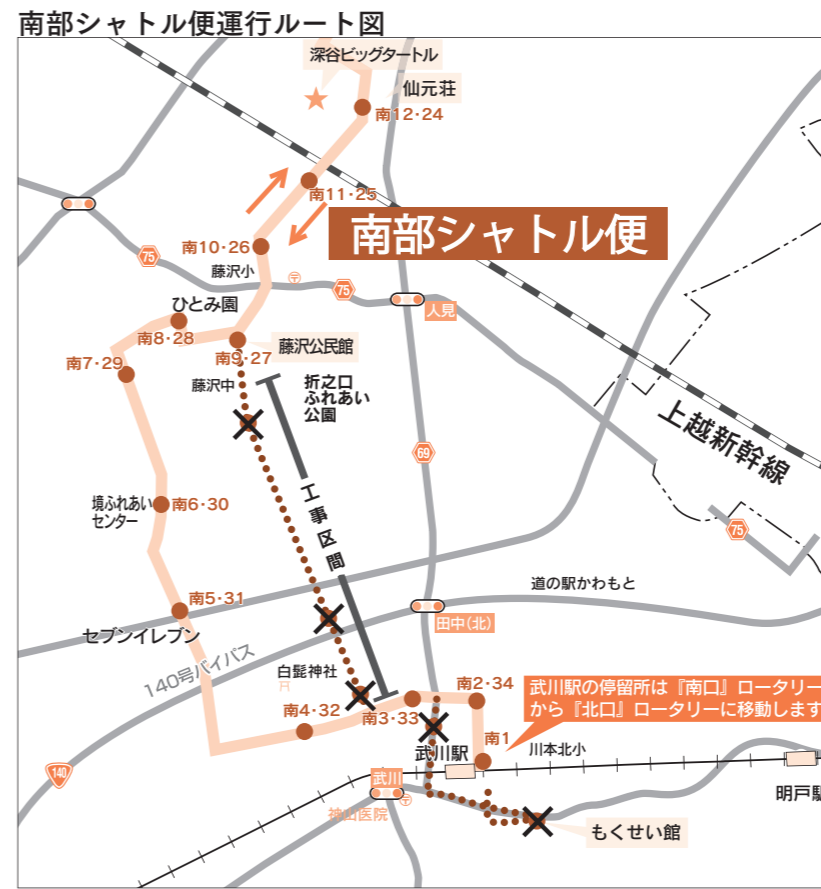 南部シャトル便運行ルート図
深谷ビッグタートル
仙元荘
南12・24
南11・25
南部シャトル便
南10・26
藤沢小
〒
75
75
人見
ひとみ園
南8・28
南9・27
藤沢公民館
南7・29
藤沢中
折之口
ふれあい
公園
上越新幹線
69
工事区間
境ふれあい
センター
南6・30
75
道の駅かわもと
南5・31
田中(北)
セブンイレブン
140号バイパス
白髭神社
南2・34
武川駅の停留所は『南口』ロータリー
から『北口』ロータリーに移動します
南4・32
南3・33
南1
武川駅
川本北小
140
武川
〒
明戸駅
もくせい館